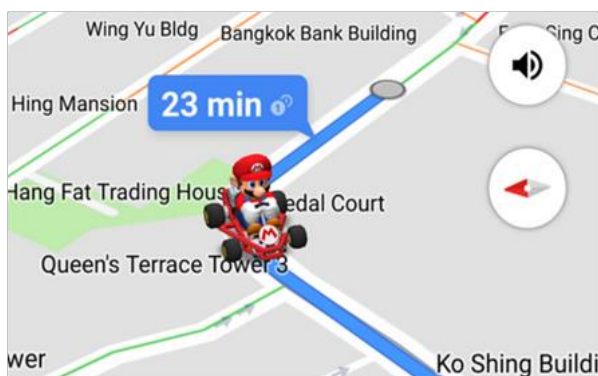 Wing Yu Bldg
Bangkok Bank Building
Sing C
Hing Mansion
23 min
Hang Fat Trading Hous
edal Court
Queen's Terrace Tower 3
wer
Ko Shing Buildi
M